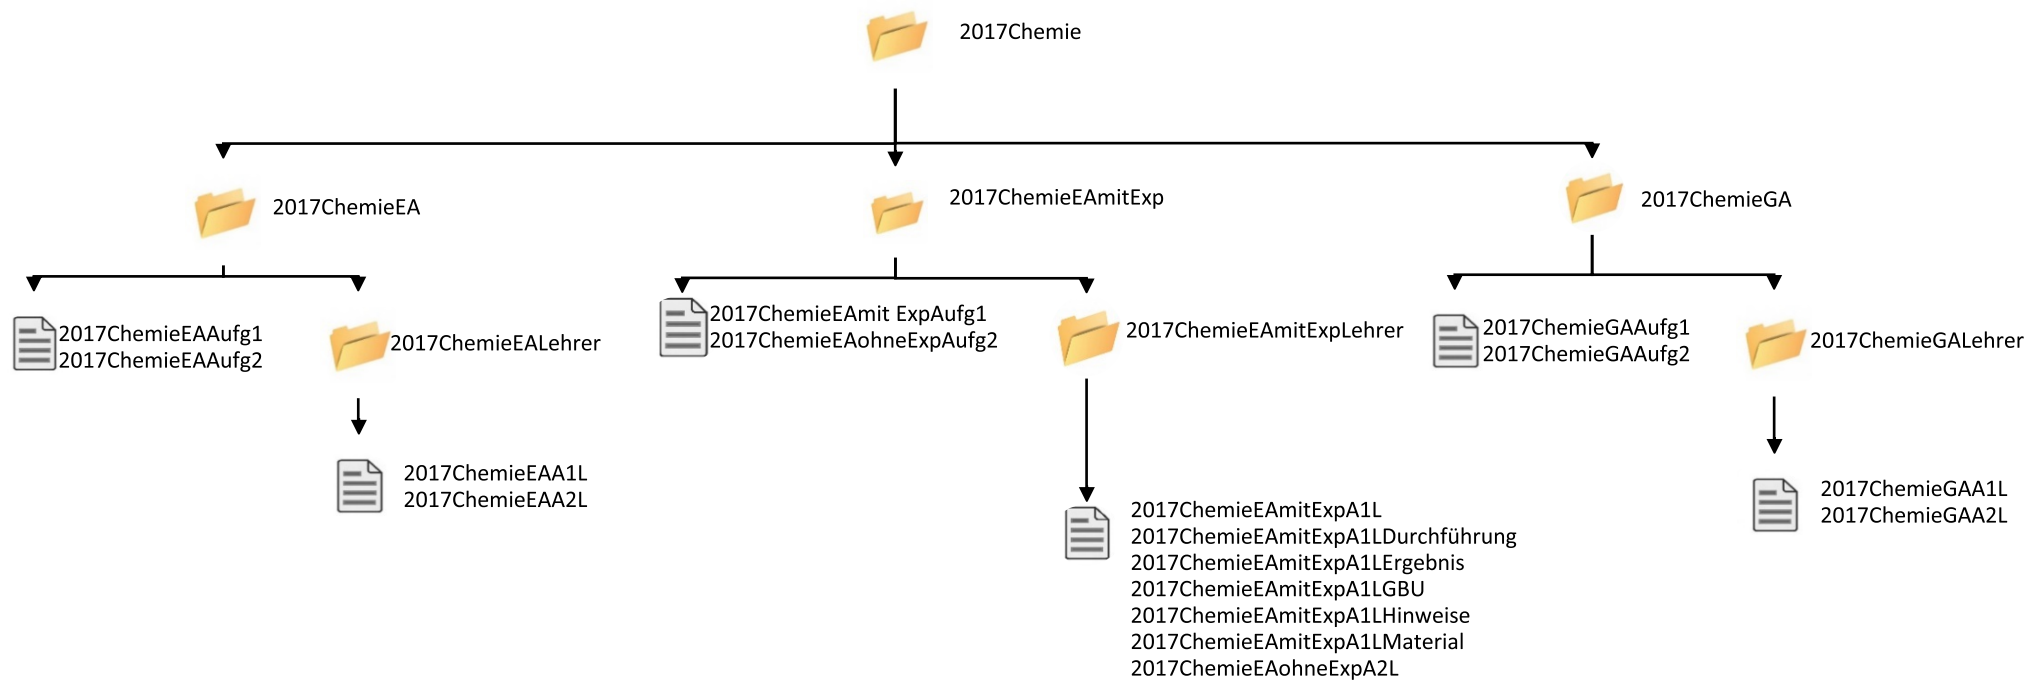 2017Chemie
2017ChemieEA
2017ChemieEAmitExp
2017ChemieGA
2017ChemieEAAufg1
2017ChemieEAAufg2
2017ChemieEALehrer
2017ChemieEAmit ExpAufg1
2017ChemieEAohneExpAufg2
2017ChemieEAmitExpLehrer
2017ChemieGAAufg1
2017ChemieGAAufg2
2017ChemieGALehrer
2017ChemieEAA1L
2017ChemieEAA2L
2017ChemieEAmitExpA1L
2017ChemieEAmitExpA1LDurchführung
2017ChemieEAmitExpA1LErgebnis
2017ChemieEAmitExpA1LGBU
2017ChemieEAmitExpA1LHinweise
2017ChemieEAmitExpA1LMaterial
2017ChemieEAohneExpA2L
2017ChemieGAA1L
2017ChemieGAA2L